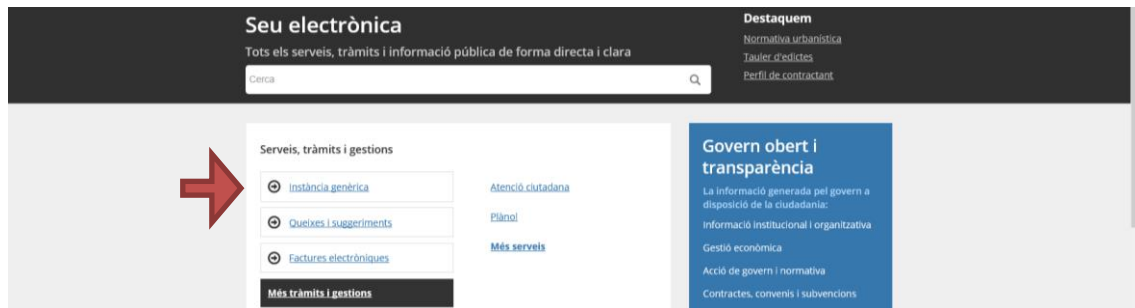 Seu electrònica
Tots els serveis, tràmits i informació pública de forma directa i clara
Cerca
Destaquem
Normativa urbanística
Tauler d'edictes
Perfil de contractant
Serveis, tràmits i gestions
Instància genèrica
Queixes i suggeriments
Factures electròniques
Més tràmits i gestions
Atenció ciutadana
Plànol
Més serveis
Govern obert i
transparència
La informació generada pel govern a
disposició de la ciudadania:
Informació institucional i organitzativa
Gestió econòmica
Acció de govern i normativa
Contractes, convenis i subvencions